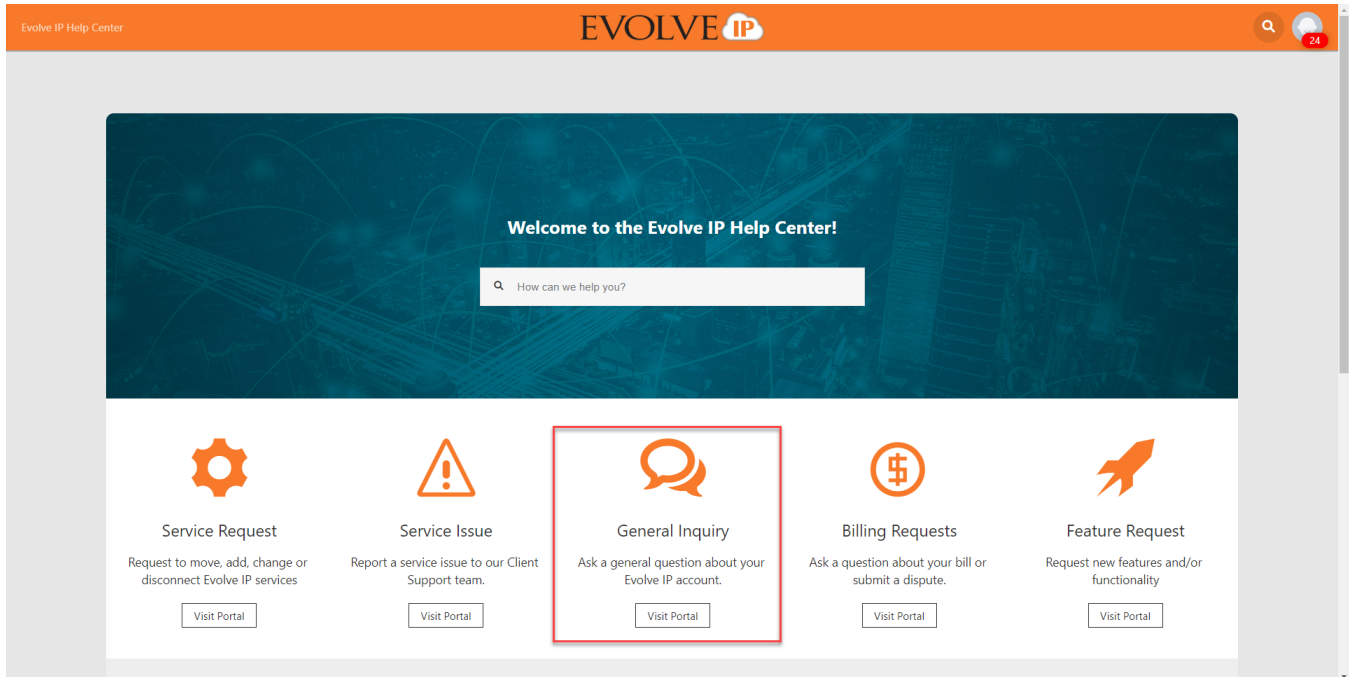 Evolve IP Help Center
EVOLVE IP
24
Welcome to the Evolve IP Help Center!
How can we help you?
Service Request
Request to move, add, change or
disconnect Evolve IP services
Visit Portal
Service Issue
Report a service issue to our Client
Support team.
Visit Portal
General Inquiry
Ask a general question about your
Evolve IP account.
Visit Portal
Billing Requests
Ask a question about your bill or
submit a dispute.
Visit Portal
Feature Request
Request new features and/or
functionality
Visit Portal